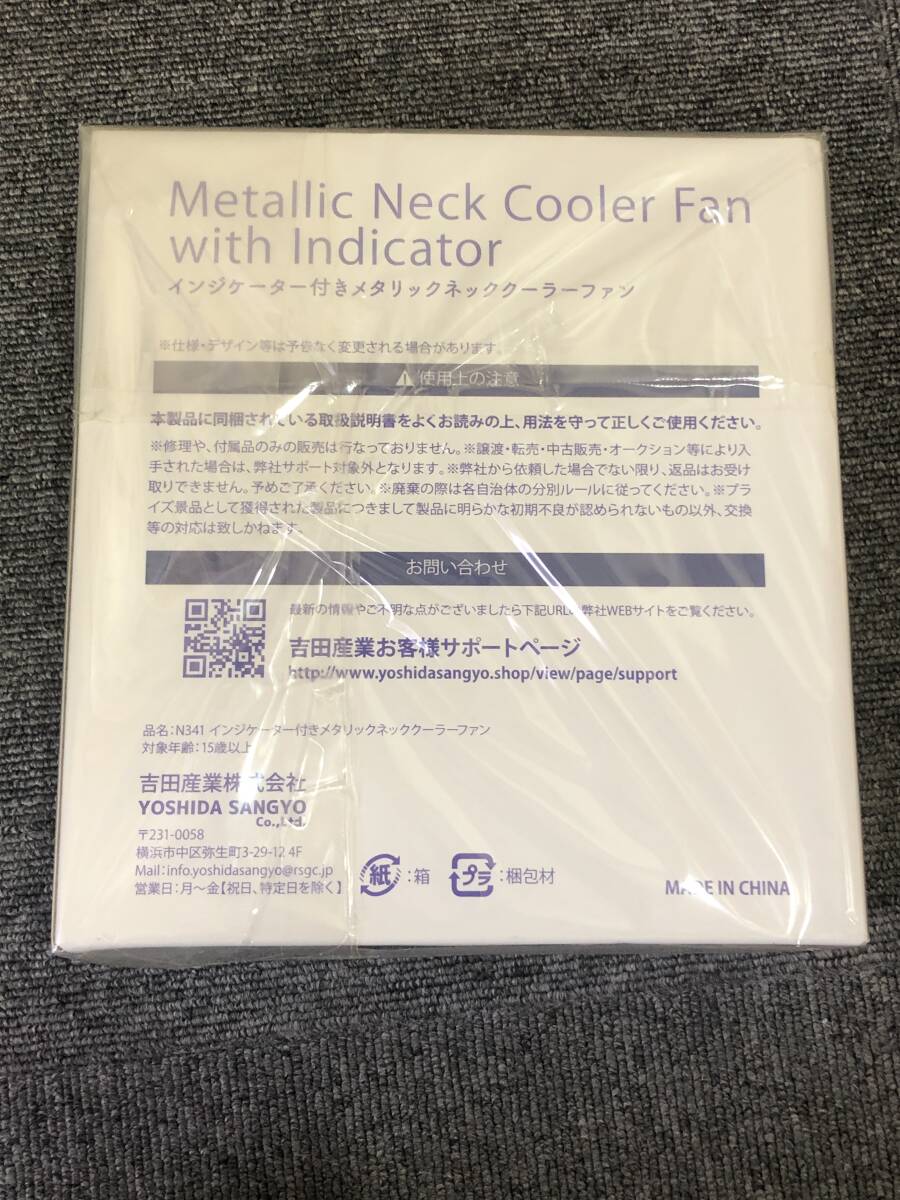 Metallic Neck Cooler Fan
with Indicator
インジケーター付きメタリックネッククーラーファン
※仕様・デザイン等は予告なく変更される場合があります。
使用上の注意
本製品に同梱されている取扱説明書をよくお読みの上、用法を守って正しくご使用ください。
※修理や、付属品のみの販売は行なっておりません。※譲渡・転売・中古販売・オークション等により入
手された場合は、弊社サポート対象外となります。※弊社から依頼した場合でない限り、返品はお受け
取りできません。予めご了承ください。※廃棄の際は各自治体の分別ルールに従ってください。※プラ
イズ景品として獲得された製品につきまして製品に明らかな初期不良が認められないもの以外、交換
等の対応は致しかねます。
お問い合わせ
最新の情報やご不明な点がございましたら下記URLの弊社WEBサイトをご覧ください。
吉田産業お客様サポートページ
http://www.yoshidasangyo.shop/view/page/support
品名:N341 インジケーター付きメタリックネッククーラーファン
対象年齢:15歳以上
吉田産業株式会社
YOSHIDA SANGYO
Co.,Ltd.
〒231-0058
横浜市中区弥生町3-29-12 4F
Mail:info.yoshidasangyo@rsgc.jp
営業日:月〜金【祝日、特定日を除く】
紙:箱
プラ:梱包材
MADE IN CHINA